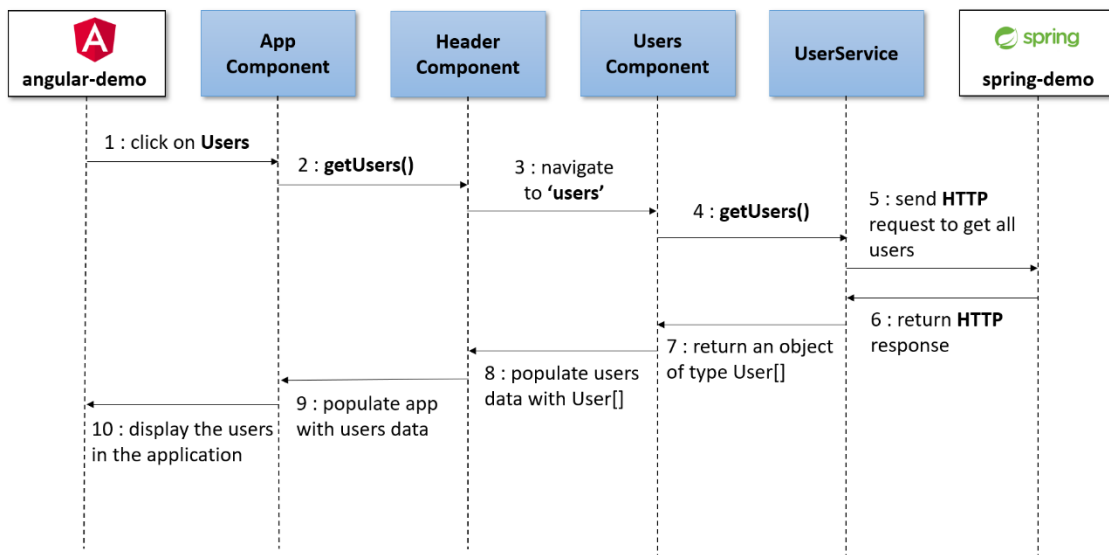 angular-demo
App
Component
Header
Component
Users
Component
UserService
spring
spring-demo
1 : click on Users
2 : getUsers()
3 : navigate
to ‘users’
4 : getUsers()
5 : send HTTP
request to get all
users
6 : return HTTP
response
7 : return an object
of type User[]
8 : populate users
data with User[]
9 : populate app
with users data
10 : display the users
in the application